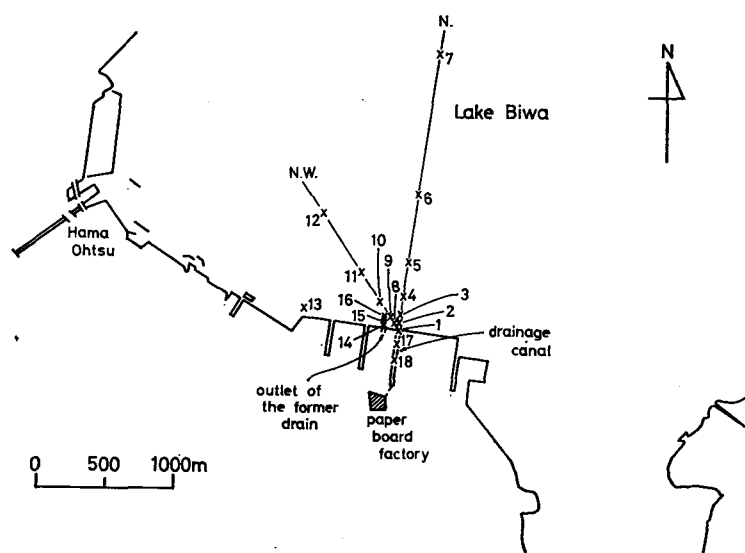 N.
7
N
Lake Biwa
N.W.
6
12
Hama
Ohtsu
10
9
8
5
11
4
16
3
13
15
2
1
14
17
drainage
canal
18
outlet of
the former
drain
paper
board
factory
0 500 1000m